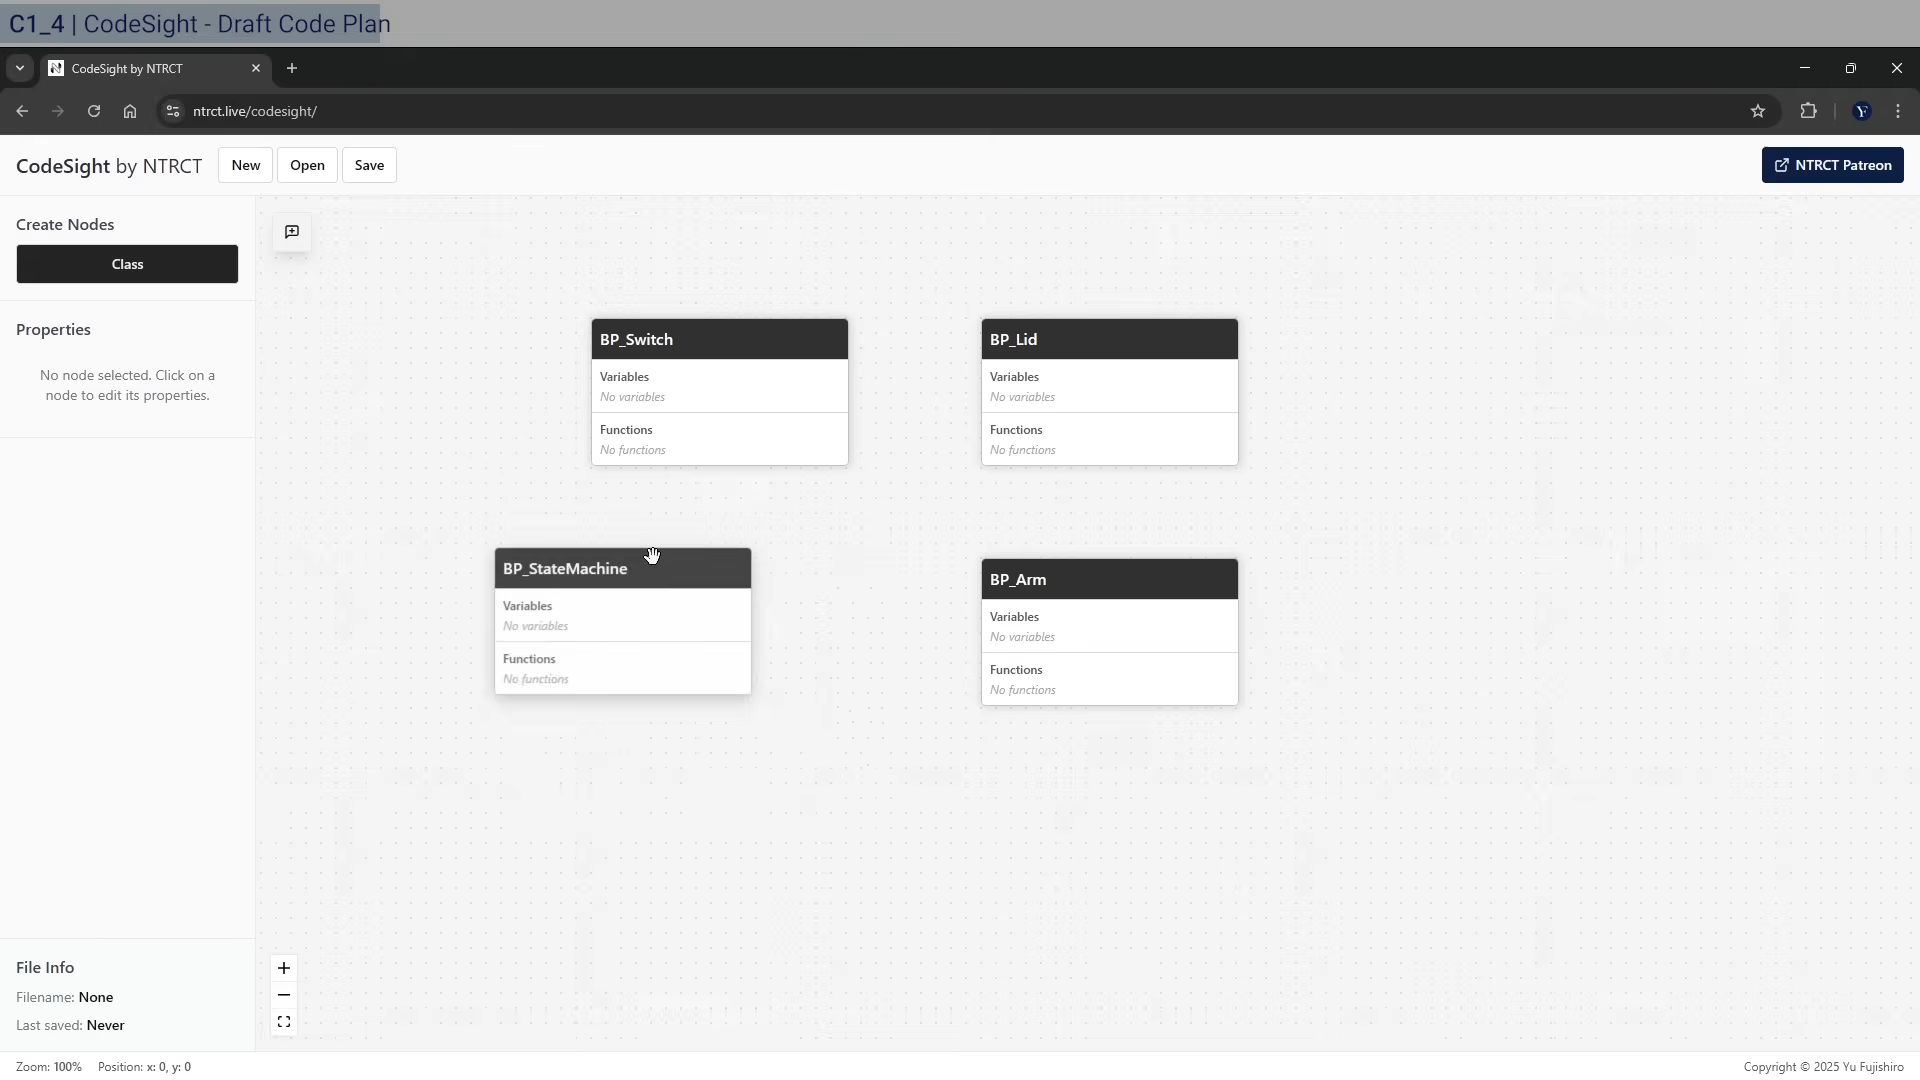 C1_4 | CodeSight - Draft Code Plan
CodeSight by NTRCT
ntrct.live/codesight/
Y
CodeSight by NTRCT
New
Open
Save
NTRCT Patreon
Create Nodes
Class
Properties
No node selected. Click on a
node to edit its properties.
BP_Switch
Variables
No variables
Functions
No functions
BP_Lid
Variables
No variables
Functions
No functions
BP_StateMachine
Variables
No variables
Functions
No functions
BP_Arm
Variables
No variables
Functions
No functions
File Info
Filename: None
Last saved: Never
Zoom: 100% Position: x: 0, y: 0
Copyright © 2025 Yu Fujishiro